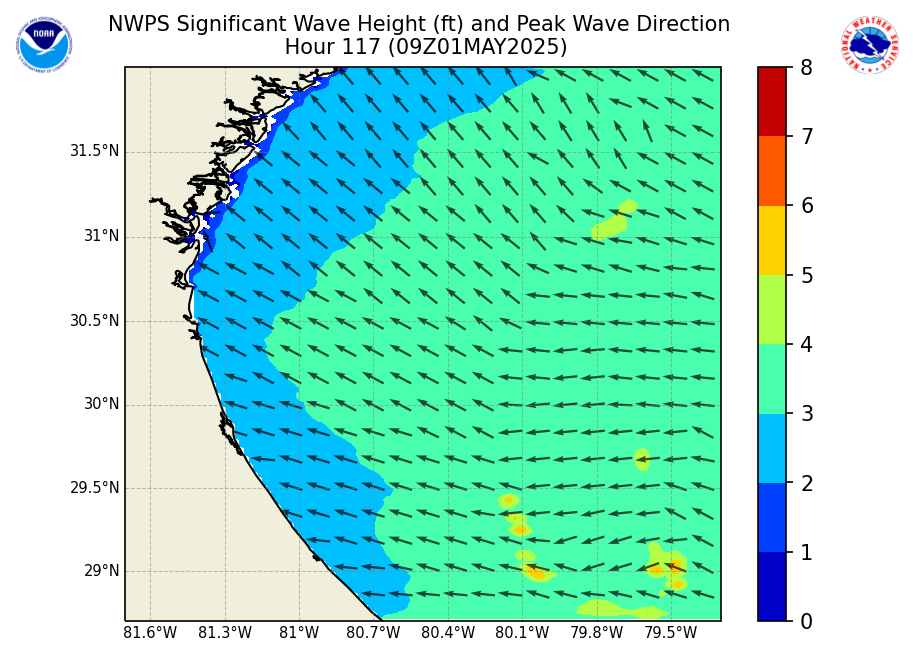 NWPS Significant Wave Height (ft) and Peak Wave Direction
Hour 117 (09Z01MAY2025)
NOAA
NATIONAL WEATHER SERVICE
8
7
6
5
4
3
2
1
0
31.5°N
31°N
30.5°N
30°N
29.5°N
29°N
81.6°W 81.3°W 81°W 80.7°W 80.4°W 80.1°W 79.8°W 79.5°W